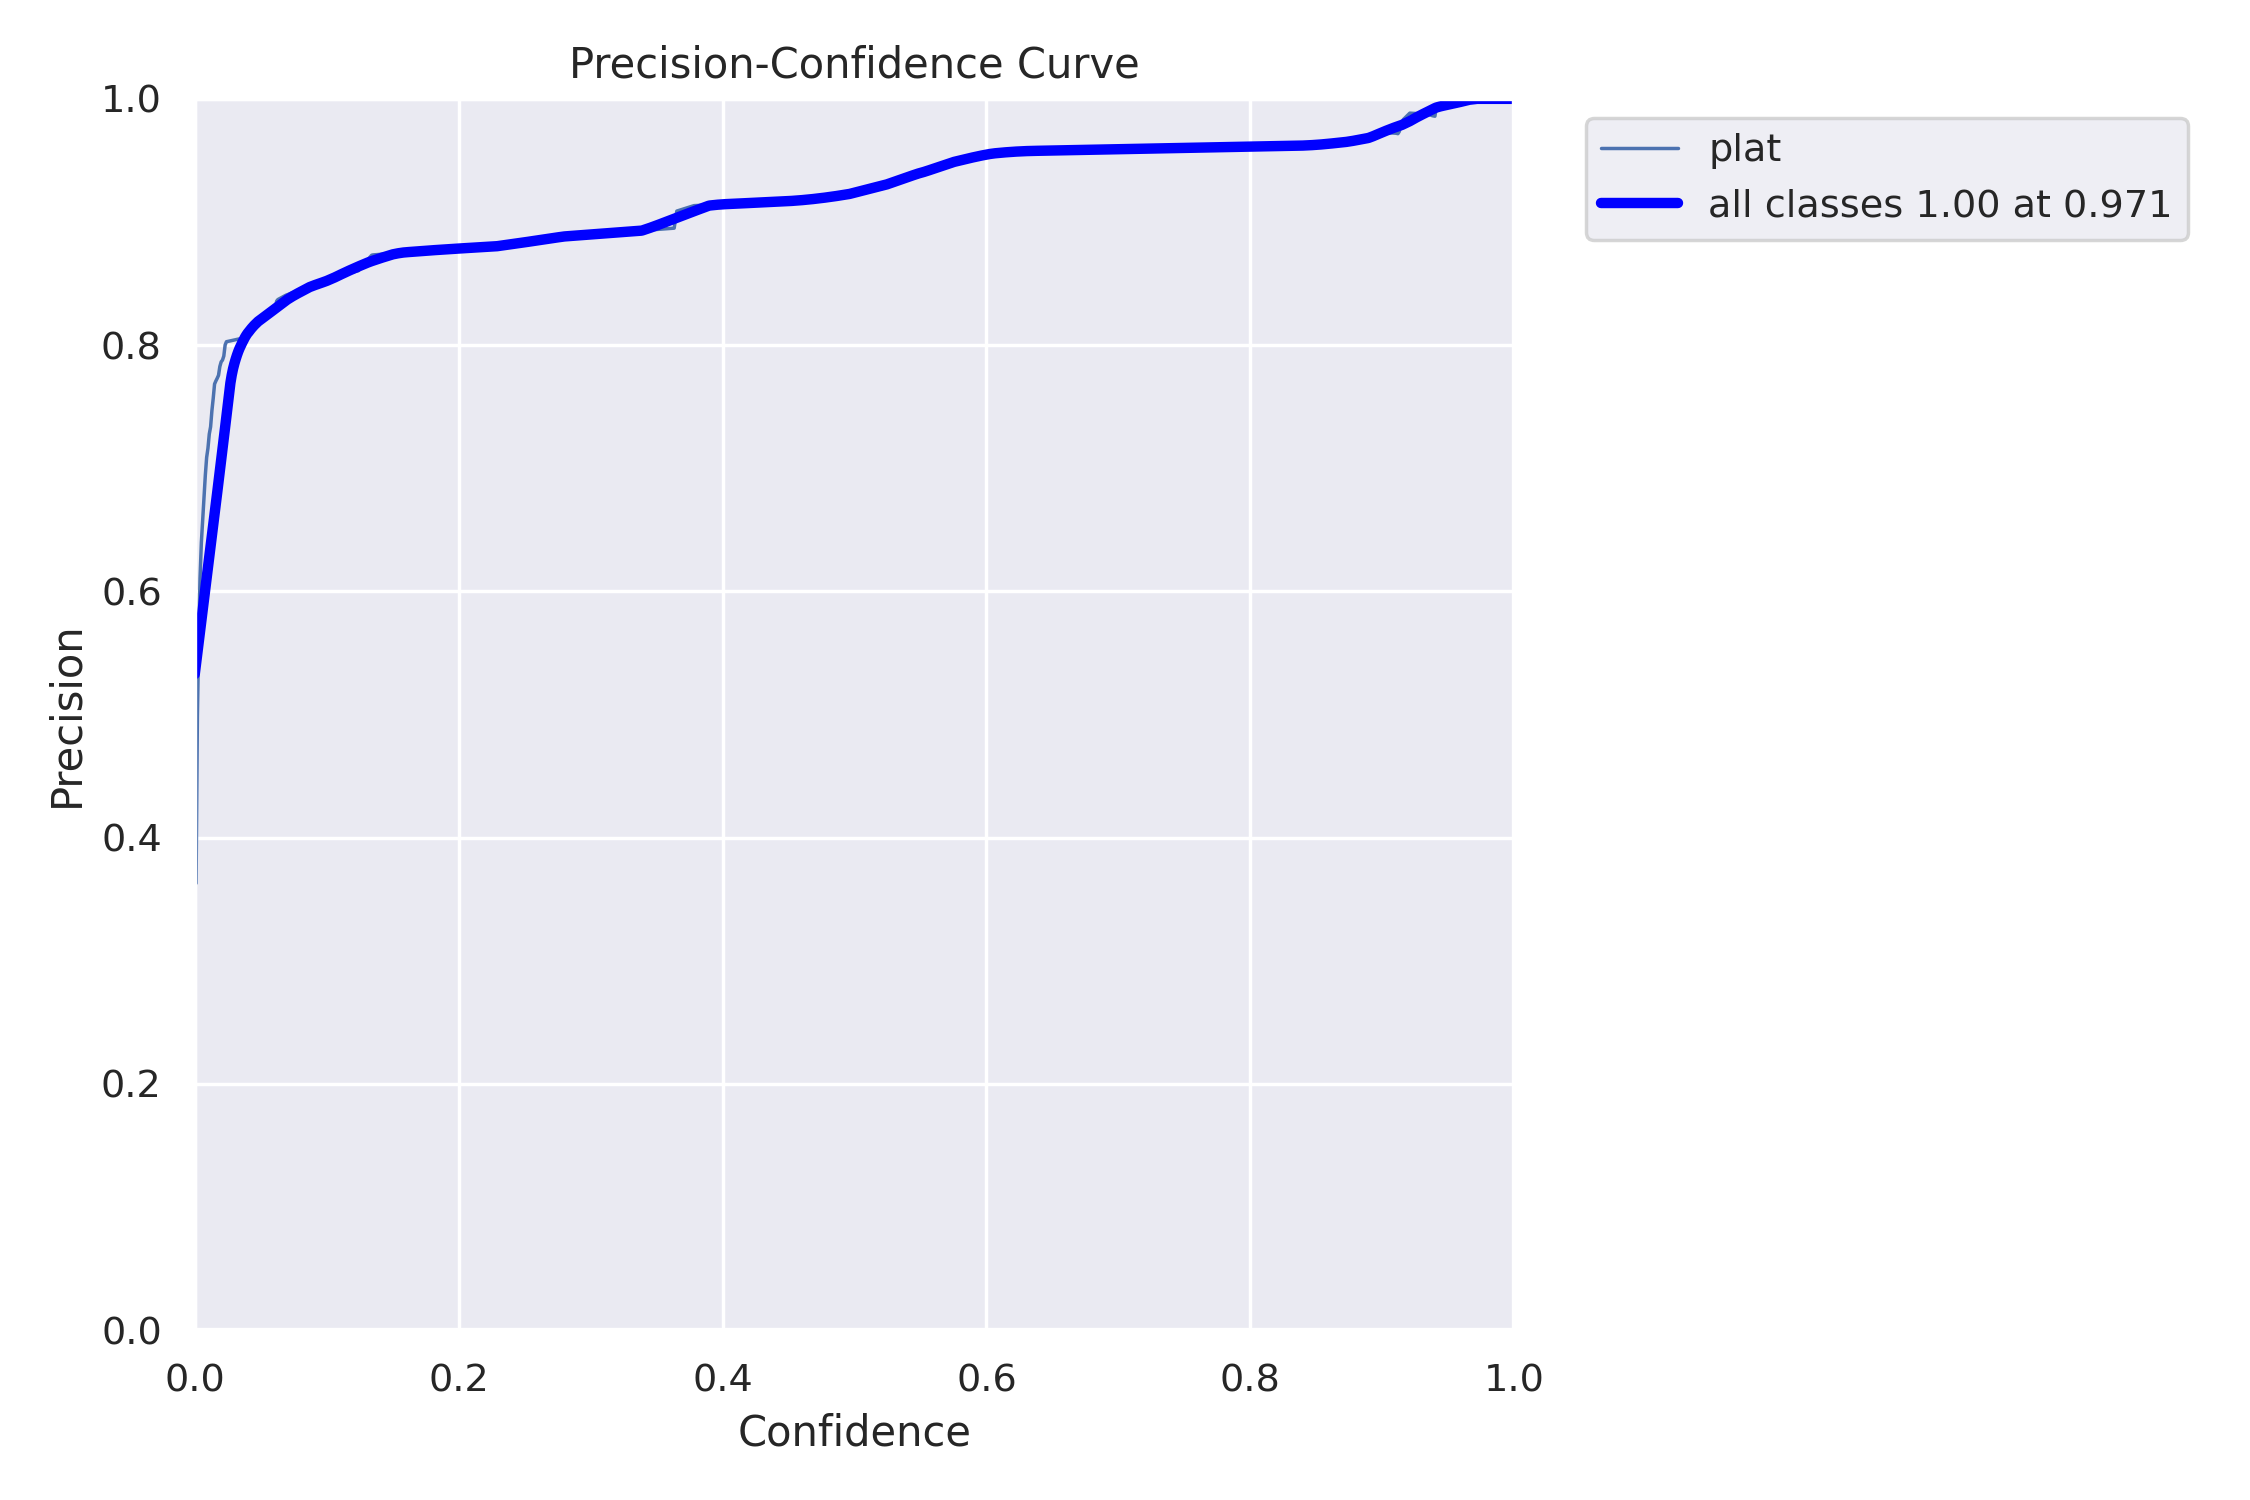 Precision-Confidence Curve
1.0
0.8
0.6
0.4
0.2
0.0
Precision
0.0 0.2 0.4 0.6 0.8 1.0
Confidence
plat
all classes 1.00 at 0.971